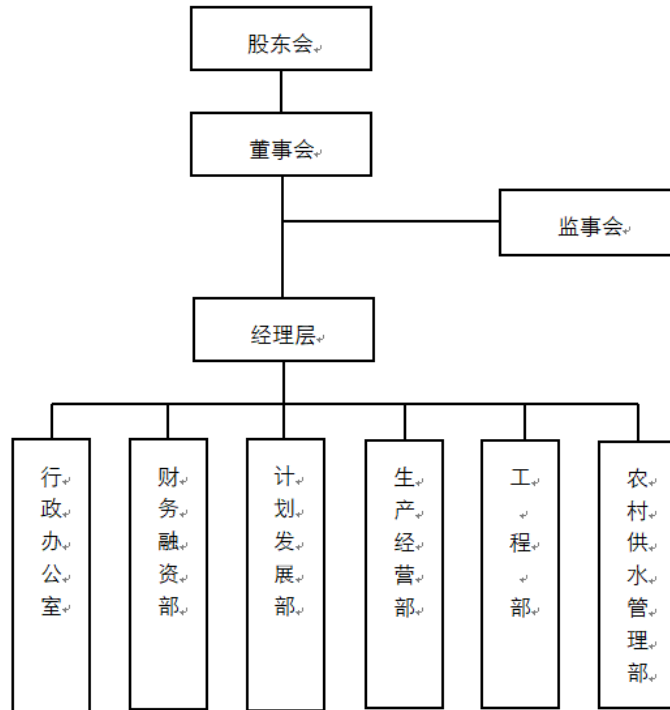 股东会
董事会
监事会
经理层
行政办公室
财务融资部
计划发展部
生产经营部
工程部
农村供水管理部